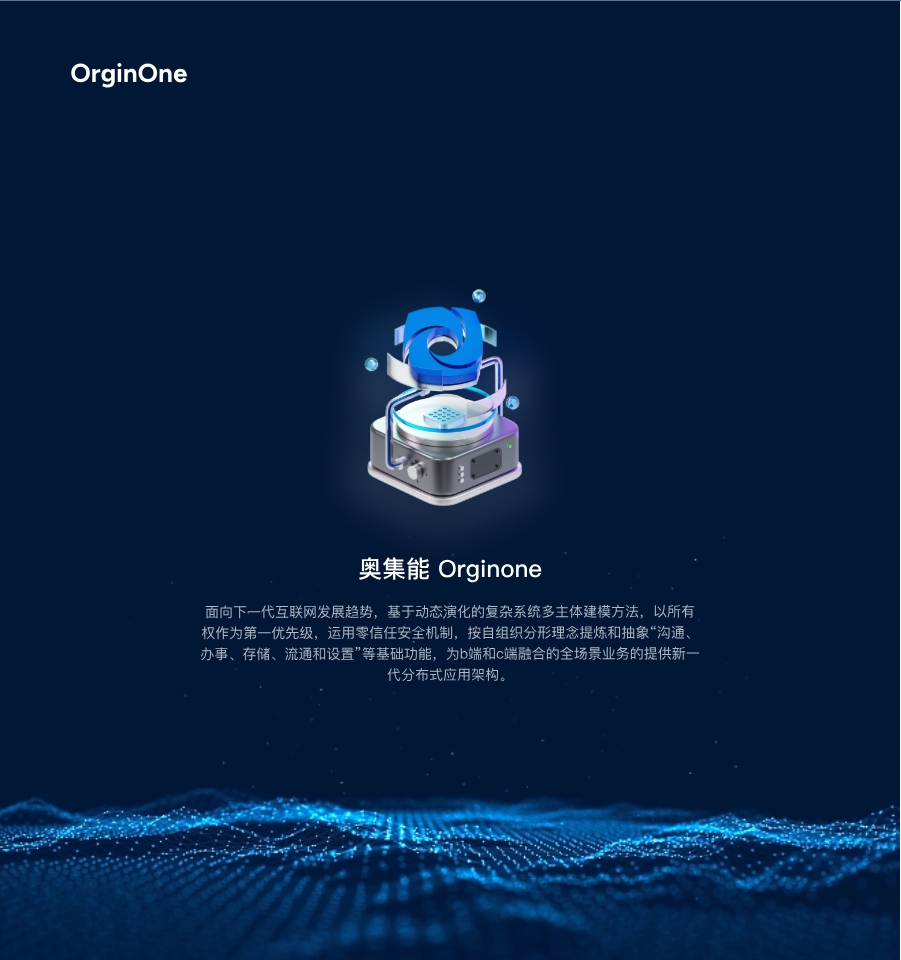 OrginOne
奥集能 Orginone
面向下一代互联网发展趋势，基于动态演化的复杂系统多主体建模方法，以所有
权作为第一优先级，运用零信任安全机制，按自组织分形理念提炼和抽象“沟通、
办事、存储、流通和设置”等基础功能，为b端和c端融合的全场景业务的提供新一
代分布式应用架构。